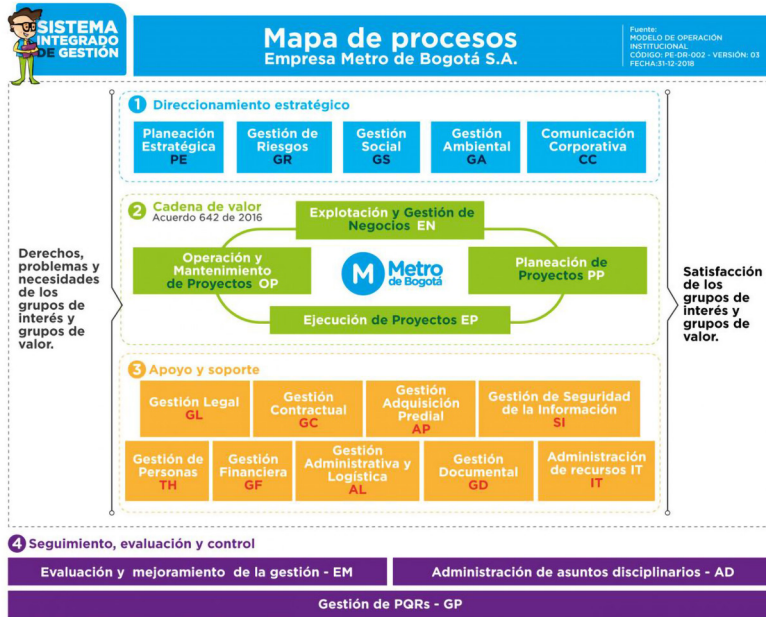 SISTEMA
INTEGRADO
DE GESTIÓN
Mapa de procesos
Empresa Metro de Bogotá S.A.
Fuente:
MODELO DE OPERACIÓN
INSTITUCIONAL
CÓDIGO: PE-DR-002 - VERSIÓN: 03
FECHA:31-12-2018
Derechos,
problemas y
necesidades
de los
grupos de
interés y
grupos de
valor.
1 Direccionamiento estratégico
Planeación
Estratégica
PE
Gestión de
Riesgos
GR
Gestión
Social
GS
Gestión
Ambiental
GA
Comunicación
Corporativa
CC
2 Cadena de valor
Acuerdo 642 de 2016
Explotación y Gestión de
Negocios EN
Operación y
Mantenimiento
de Proyectos OP
M Metro
de Bogotá
Planeación de
Proyectos PP
Ejecución de Proyectos EP
3 Apoyo y soporte
Gestión Legal
GL
Gestión
Contractual
GC
Gestión
Adquisición
Predial
AP
Gestión de Seguridad
de la Información
SI
Gestión de
Personas
TH
Gestión
Financiera
GF
Gestión
Administrativa y
Logística
AL
Gestión
Documental
GD
Administración
de recursos IT
IT
Satisfacción
de los
grupos de
interés y
grupos de
valor.
4 Seguimiento, evaluación y control
Evaluación y mejoramiento de la gestión - EM
Administración de asuntos disciplinarios - AD
Gestión de PQRs - GP